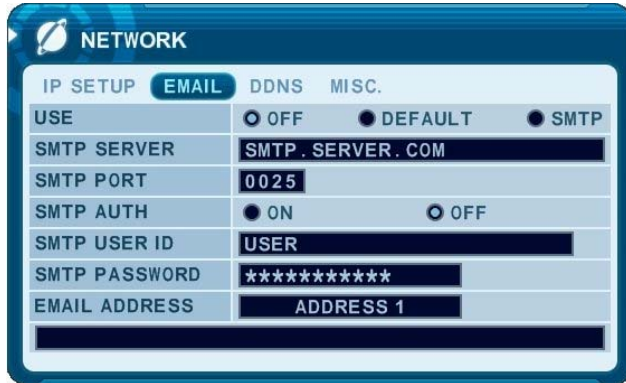 NETWORK
IP SETUP EMAIL DDNS MISC.
USE OFF DEFAULT SMTP
SMTP SERVER SMTP.SERVER.COM
SMTP PORT 0025
SMTP AUTH ON OFF
SMTP USER ID USER
SMTP PASSWORD ***********
EMAIL ADDRESS ADDRESS 1